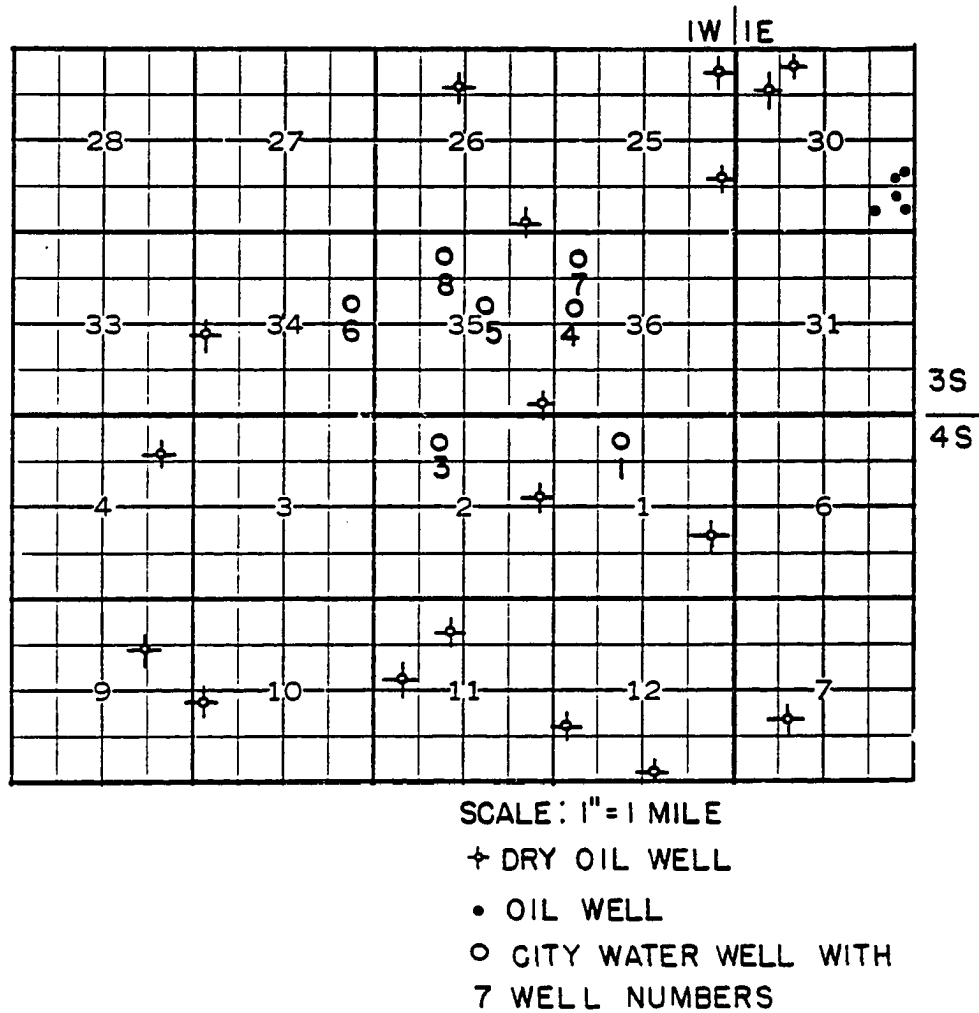 1W 1E
28 27 26 25 30
8 7
33 34 6 35 5 4 36 31
3S
4S
3 1
4 3 2 1 6
9 10 11 12 7
SCALE: 1" = 1 MILE
DRY OIL WELL
OIL WELL
CITY WATER WELL WITH
7 WELL NUMBERS